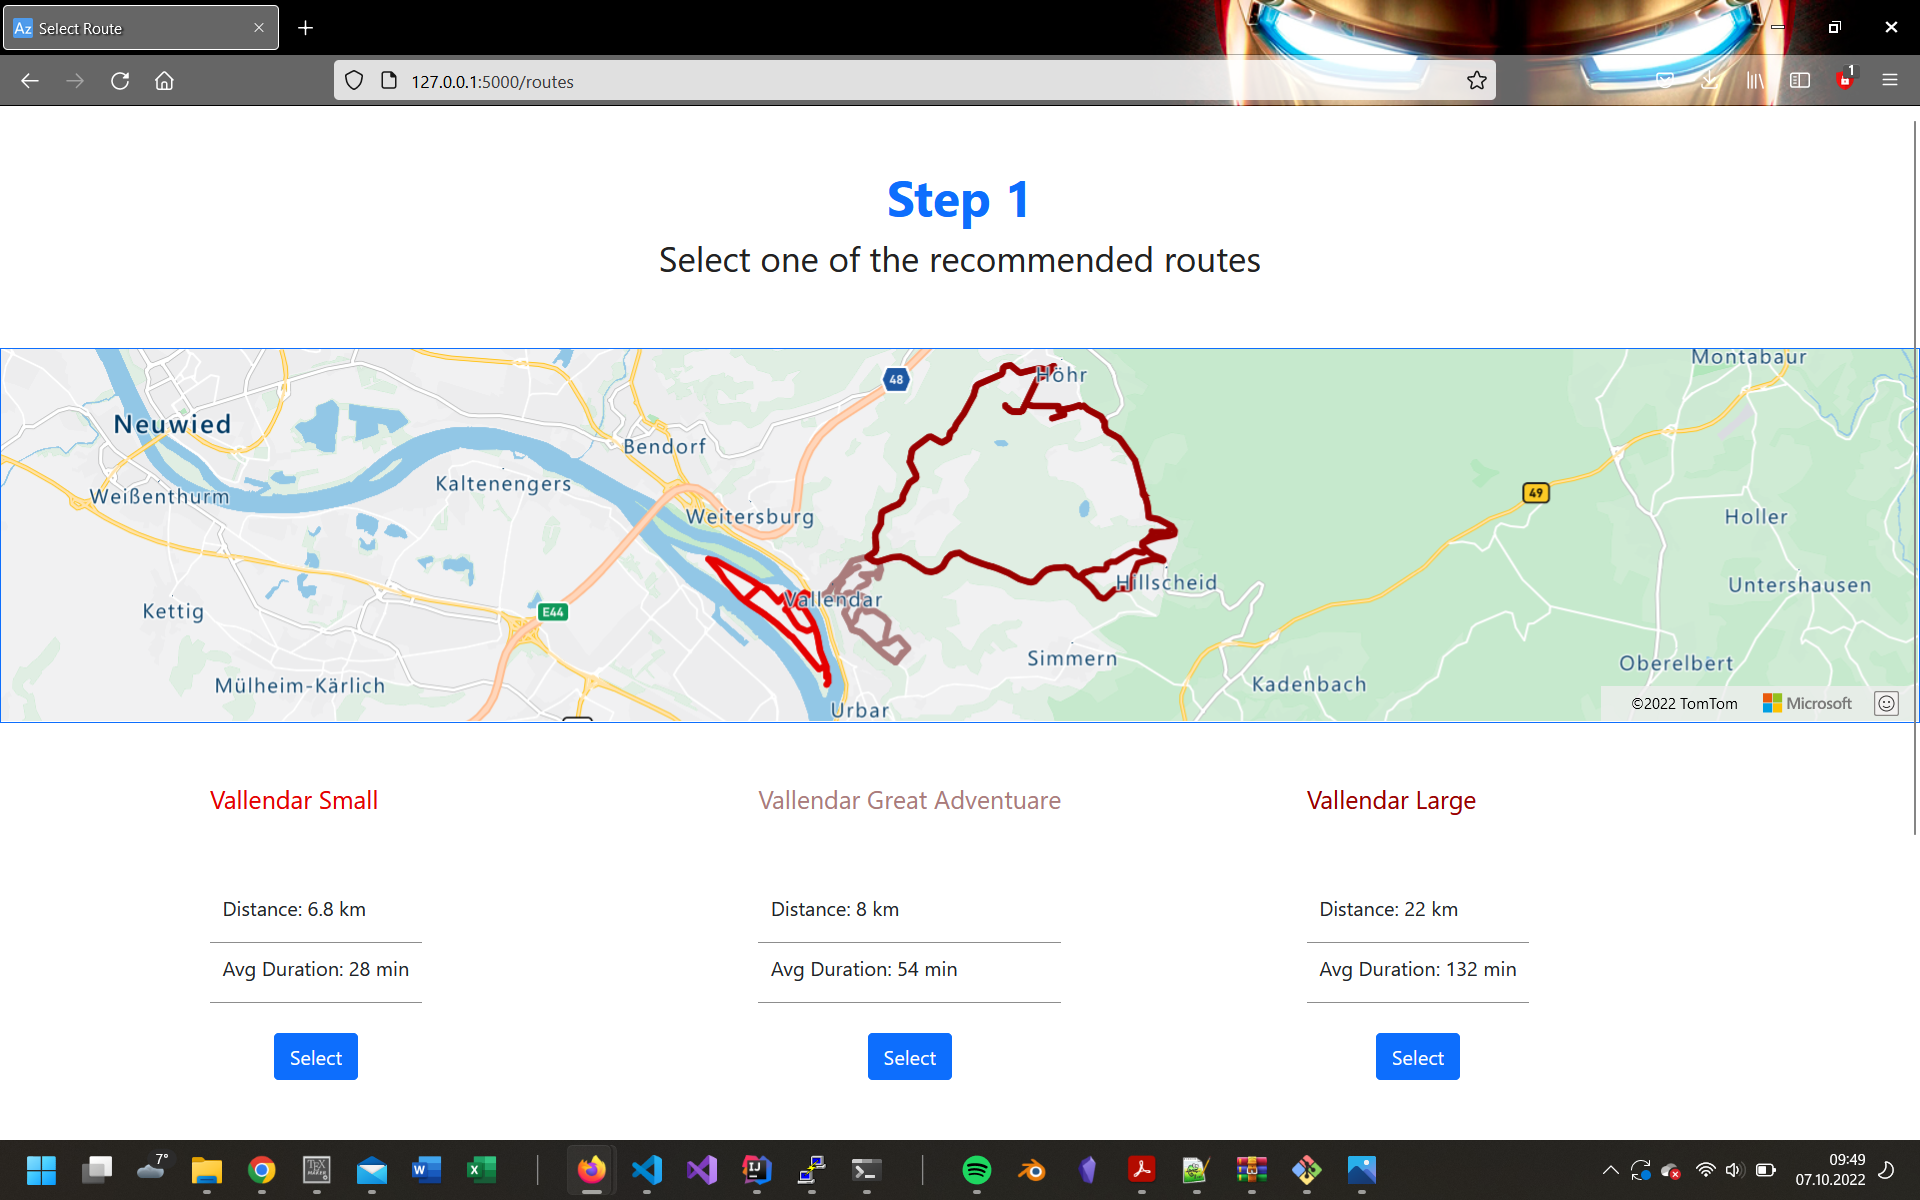 Az Select Route
127.0.0.1:5000/routes
1
Step 1
Select one of the recommended routes
Montabaur
Höhr
48
Neuwied
Bendorf
Kaltenengers
Weißenthurm
49
Weitersburg
Holler
Hillscheid
Untershausen
Vallendar
Kettig
E44
Simmern
Oberelbert
Mülheim-Kärlich
Kadenbach
Urbar
©2022 TomTom
Microsoft
Vallendar Small
Vallendar Great Adventuare
Vallendar Large
Distance: 6.8 km
Distance: 8 km
Distance: 22 km
Avg Duration: 28 min
Avg Duration: 54 min
Avg Duration: 132 min
Select
Select
Select
7°
09:49
07.10.2022